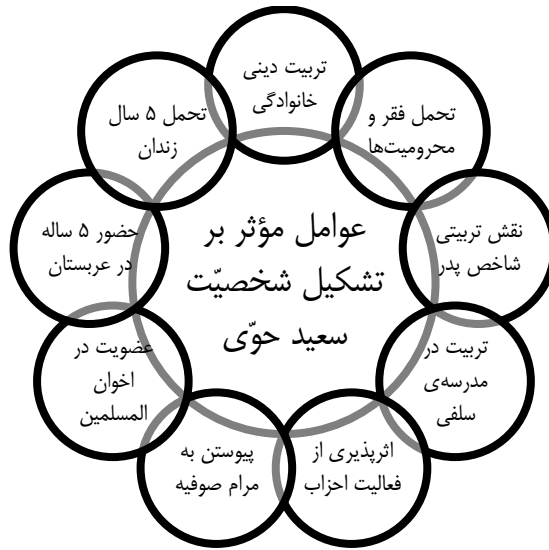 عوامل مؤثر بر
تشکیل شخصیّت
سعید حوّی
تربیت دینی
خانوادگی
تحمل فقر و
محرومیت‌ها
نقش تربیتی
شاخص پدر
تربیت در
مدرسه‌ی
سلفی
اثرپذیری از
فعالیت احزاب
پیوستن به
مرام صوفیه
عضویت در
اخوان
المسلمین
حضور ۵ ساله
در عربستان
تحمل ۵ سال
زندان